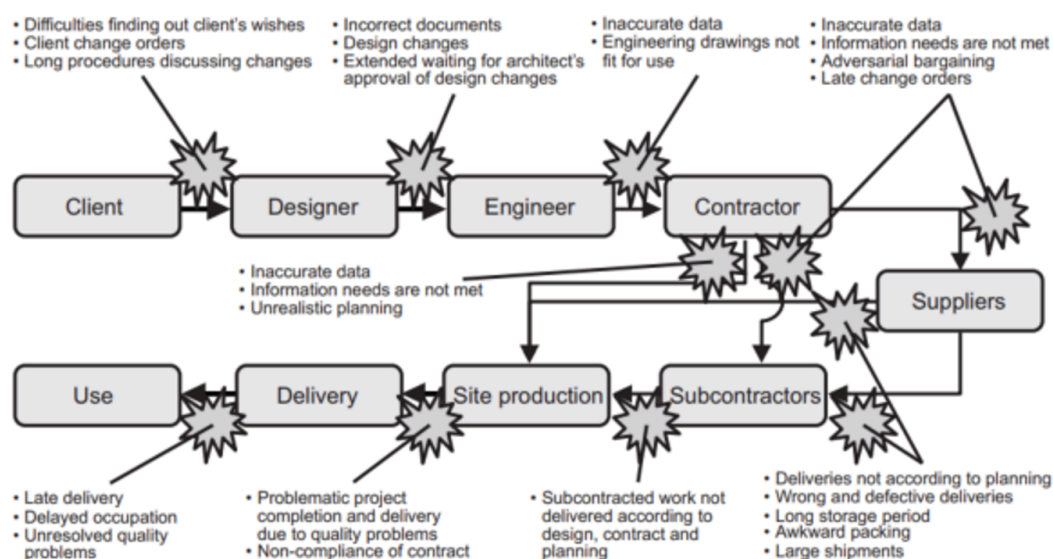 • Difficulties finding out client's wishes
• Client change orders
• Long procedures discussing changes
• Incorrect documents
• Design changes
• Extended waiting for architect's
approval of design changes
• Inaccurate data
• Engineering drawings not
fit for use
• Inaccurate data
• Information needs are not met
• Adversarial bargaining
• Late change orders
Client
Designer
Engineer
Contractor
• Inaccurate data
• Information needs are not met
• Unrealistic planning
Suppliers
Use
Delivery
Site production
Subcontractors
• Late delivery
• Delayed occupation
• Unresolved quality
problems
• Problematic project
completion and delivery
due to quality problems
• Non-compliance of contract
• Subcontracted work not
delivered according to
design, contract and
planning
• Deliveries not according to planning
• Wrong and defective deliveries
• Long storage period
• Awkward packing
• Large shipments